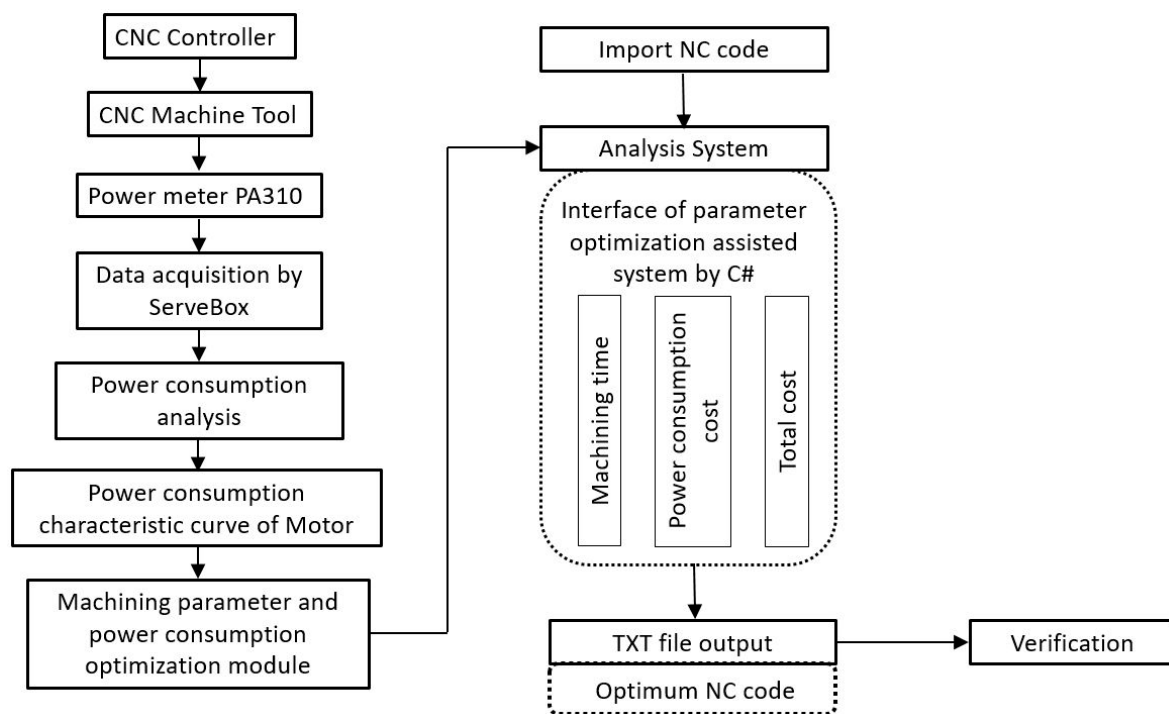 CNC Controller
CNC Machine Tool
Power meter PA310
Data acquisition by
ServeBox
Power consumption
analysis
Power consumption
characteristic curve of Motor
Machining parameter and
power consumption
optimization module
Import NC code
Analysis System
Interface of parameter
optimization assisted
system by C#
Machining time
Power consumption
cost
Total cost
TXT file output
Optimum NC code
Verification